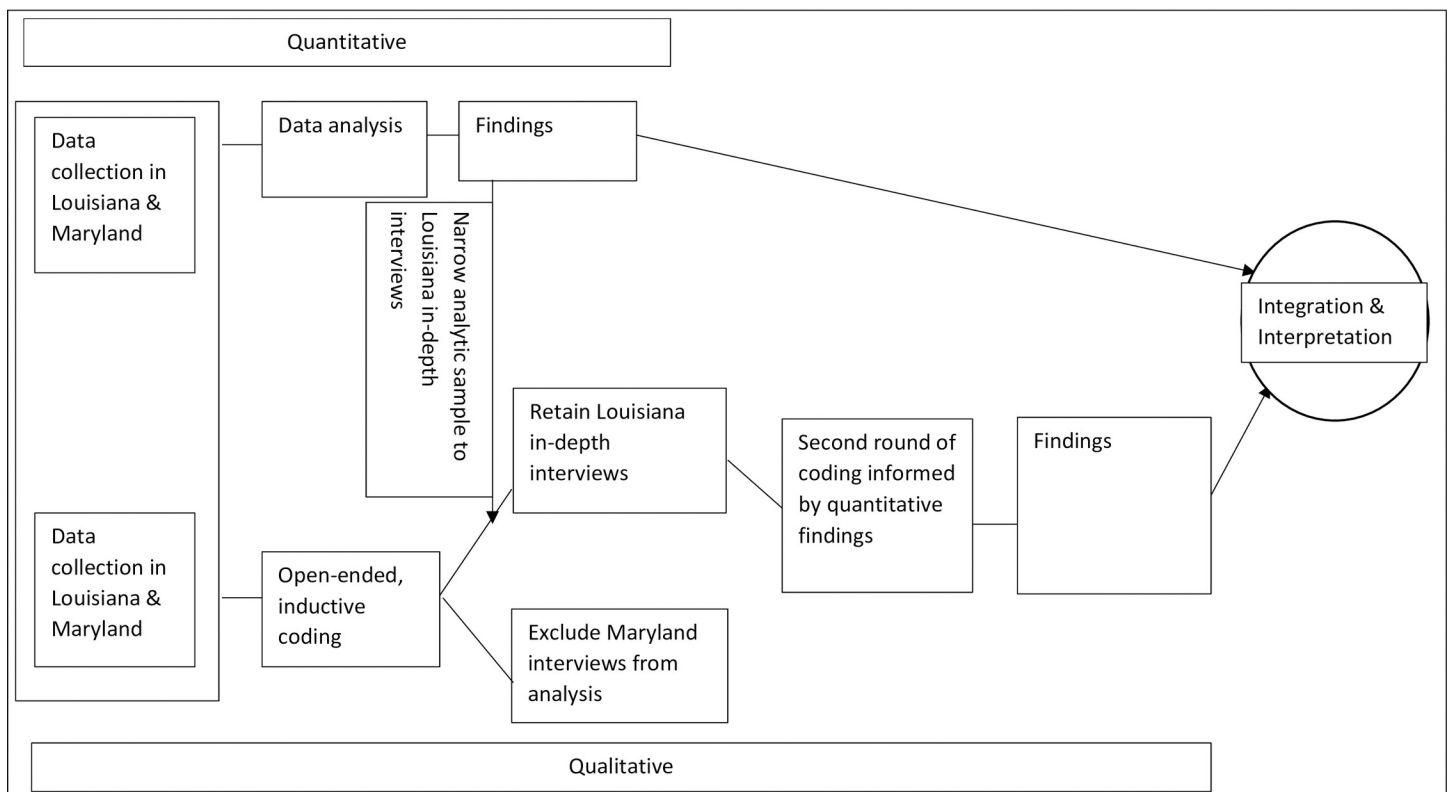 Quantitative
Data
collection in
Louisiana &
Maryland
Data analysis
Findings
Narrow analytic sample to
Louisiana in-depth
interviews
Integration &
Interpretation
Retain Louisiana
in-depth
interviews
Second round of
coding informed
by quantitative
findings
Findings
Data
collection in
Louisiana &
Maryland
Open-ended,
inductive
coding
Exclude Maryland
interviews from
analysis
Qualitative